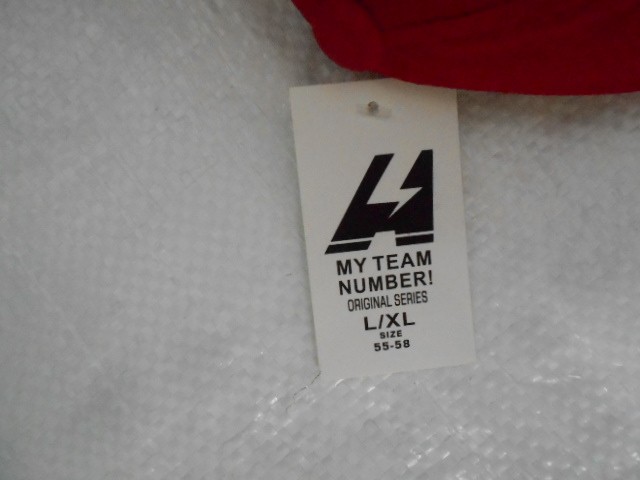 MY TEAM
NUMBER!
ORIGINAL SERIES
L/XL
SIZE
55-58